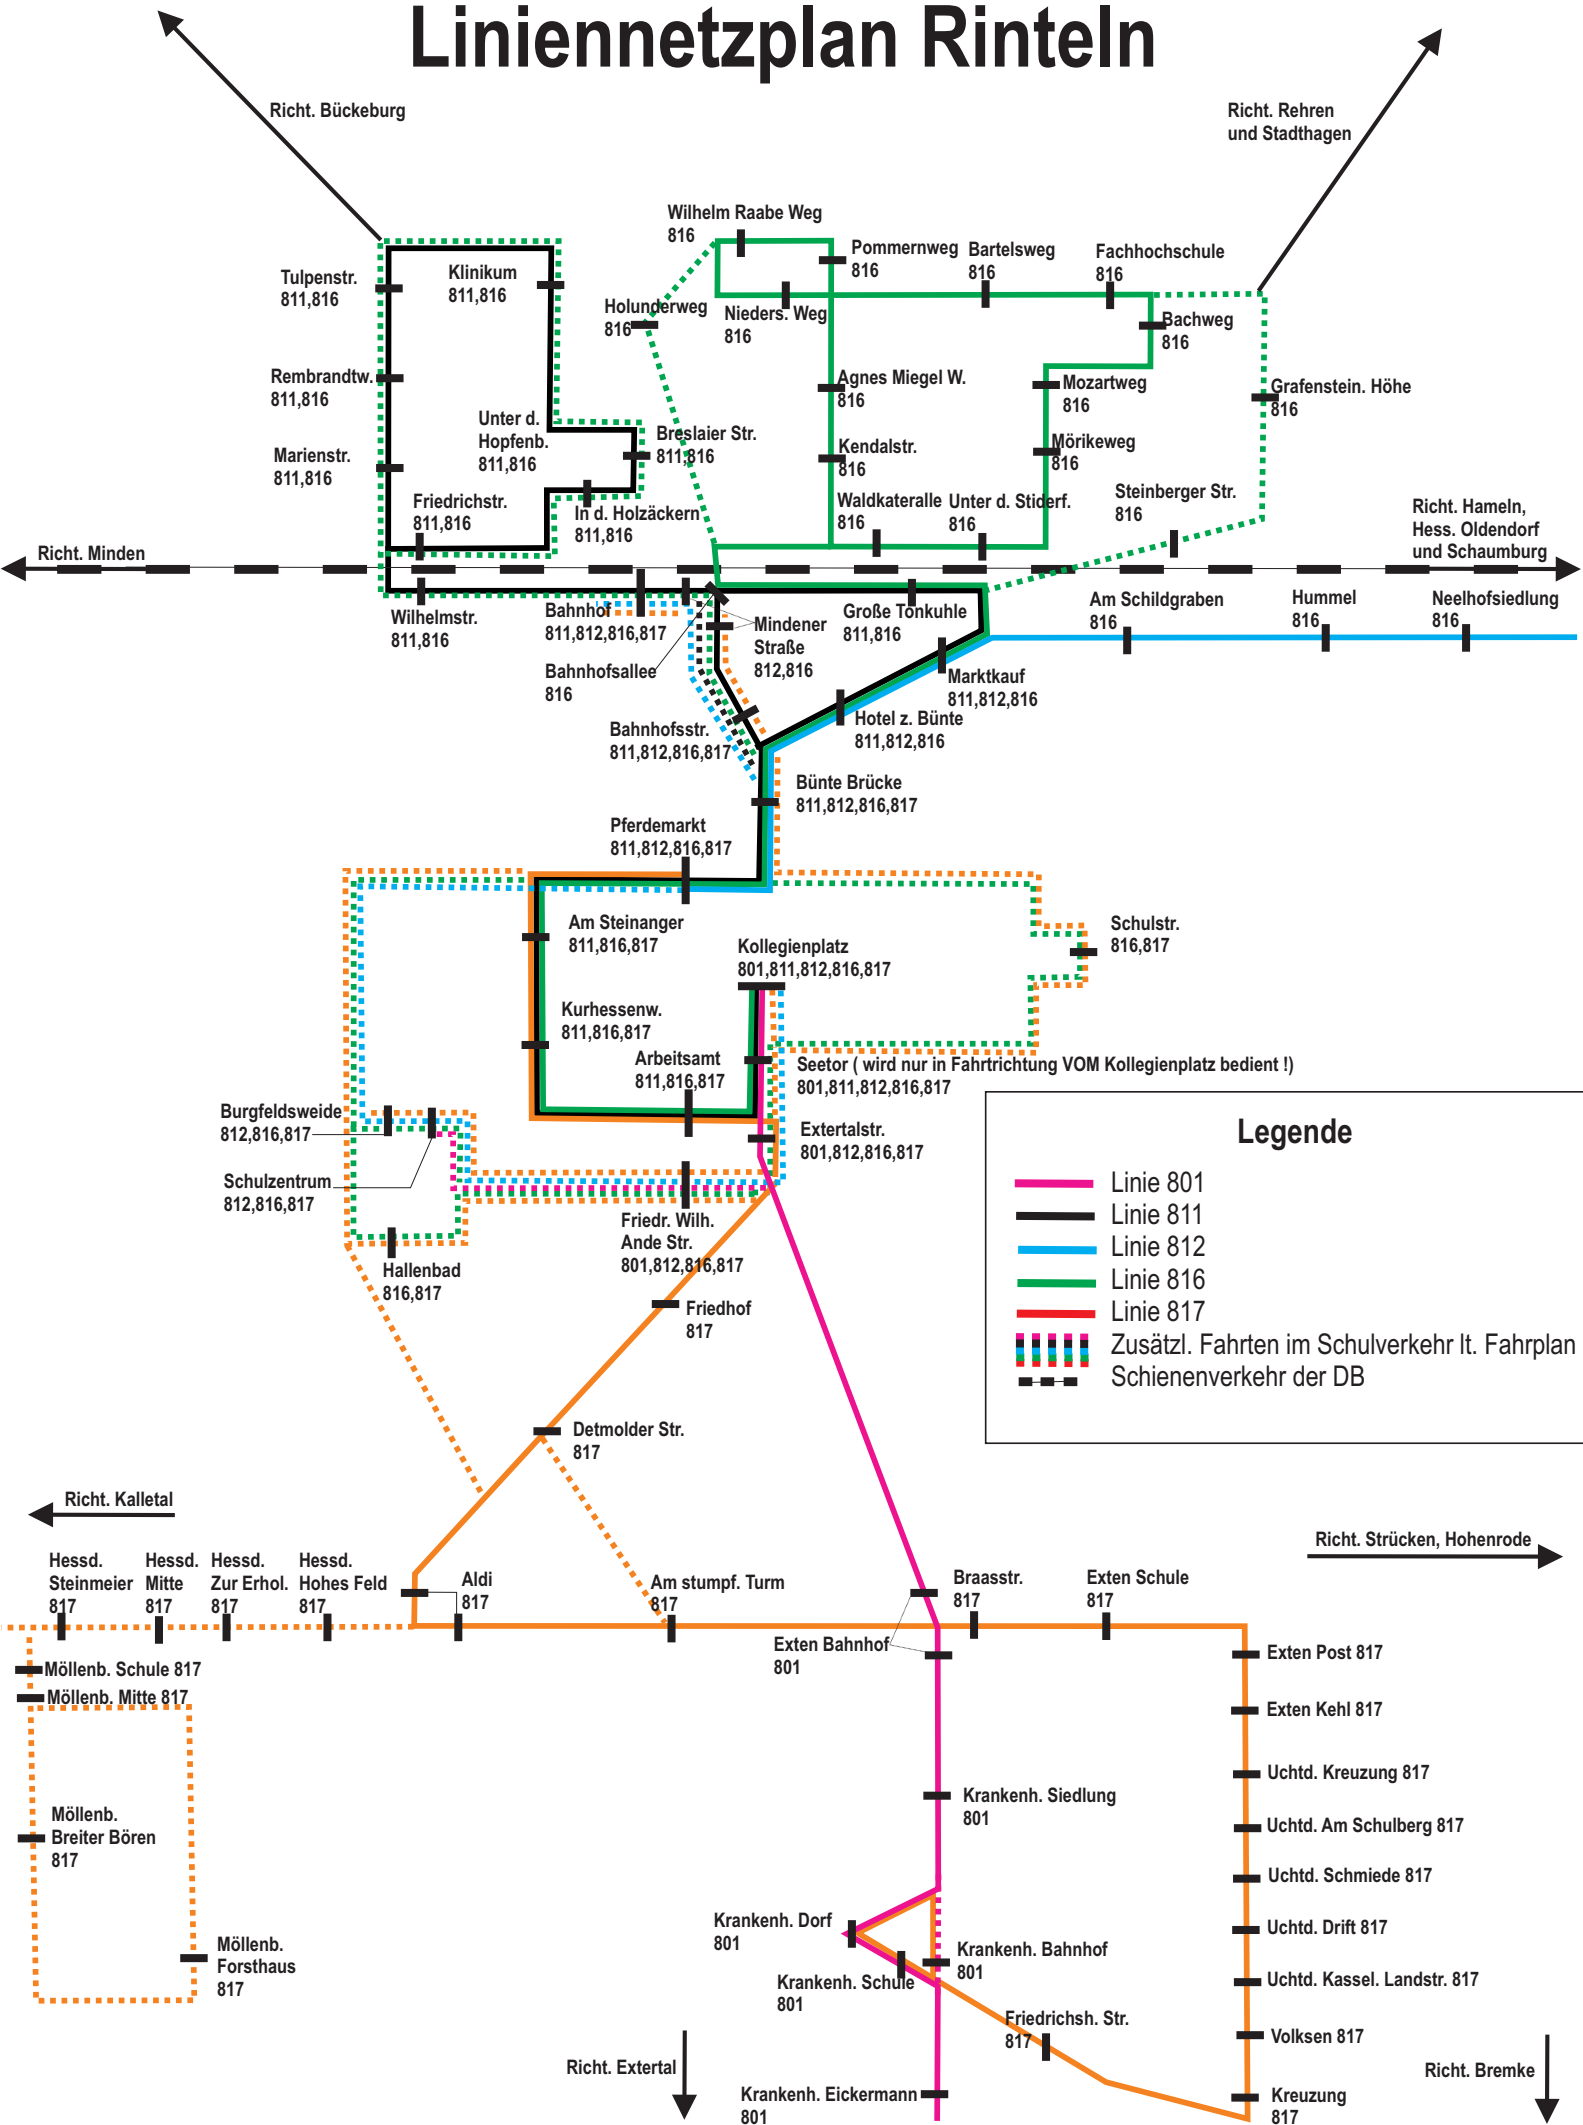 Liniennetzplan Rinteln
Richt. Bückeburg
Richt. Rehren
und Stadthagen
Wilhelm Raabe Weg
816
Pommernweg
816
Bartelsweg
816
Fachhochschule
816
Tulpenstr.
811,816
Klinikum
811,816
Holunderweg
816
Nieders. Weg
816
Bachweg
816
Rembrandtw.
811,816
Agnes Miegel W.
816
Mozartweg
816
Grafenstein. Höhe
816
Unter d.
Hopfenb.
811,816
Breslaier Str.
811,816
Marienstr.
811,816
Kendalstr.
816
Mörikeweg
816
Friedrichstr.
811,816
In d. Holzäckern
811,816
Waldkateralle
816
Unter d. Stiderf.
816
Steinberger Str.
816
Richt. Hameln,
Hess. Oldendorf
und Schaumburg
Richt. Minden
Wilhelmstr.
811,816
Bahnhof
811,812,816,817
Mindener
Straße
812,816
Große Tonkuhle
811,816
Am Schildgraben
816
Hummel
816
Neelhofsiedlung
816
Bahnhofsallee
816
Marktkauf
811,812,816
Bahnhofsstr.
811,812,816,817
Hotel z. Bünte
811,812,816
Bünte Brücke
811,812,816,817
Pferdemarkt
811,812,816,817
Am Steinanger
811,816,817
Kollegienplatz
801,811,812,816,817
Schulstr.
816,817
Kurhessenw.
811,816,817
Arbeitsamt
811,816,817
Seetor ( wird nur in Fahrtrichtung VOM Kollegienplatz bedient !)
801,811,812,816,817
Burgfeldsweide
812,816,817
Extertalstr.
801,812,816,817
Schulzentrum
812,816,817
Friedr. Wilh.
Ande Str.
801,812,816,817
Hallenbad
816,817
Legende
Linie 801
Linie 811
Linie 812
Linie 816
Linie 817
Zusätzl. Fahrten im Schulverkehr lt. Fahrplan
Schienenverkehr der DB
Friedhof
817
Detmolder Str.
817
Richt. Kalletal
Richt. Strücken, Hohenrode
Hessd.
Steinmeier
817
Hessd.
Mitte
817
Hessd.
Zur Erhol.
817
Hessd.
Hohes Feld
817
Aldi
817
Am stumpf. Turm
817
Braasstr.
817
Exten Schule
817
Exten Bahnhof
801
Exten Post 817
Möllenb. Schule 817
Möllenb. Mitte 817
Exten Kehl 817
Uchtd. Kreuzung 817
Krankenh. Siedlung
801
Möllenb.
Breiter Bören
817
Uchtd. Am Schulberg 817
Uchtd. Schmiede 817
Krankenh. Dorf
801
Uchtd. Drift 817
Möllenb.
Forsthaus
817
Krankenh. Bahnhof
801
Krankenh. Schule
801
Uchtd. Kassel. Landstr. 817
Friedrichsh. Str.
817
Volksen 817
Richt. Extertal
Richt. Bremke
Krankenh. Eickermann
801
Kreuzung
817